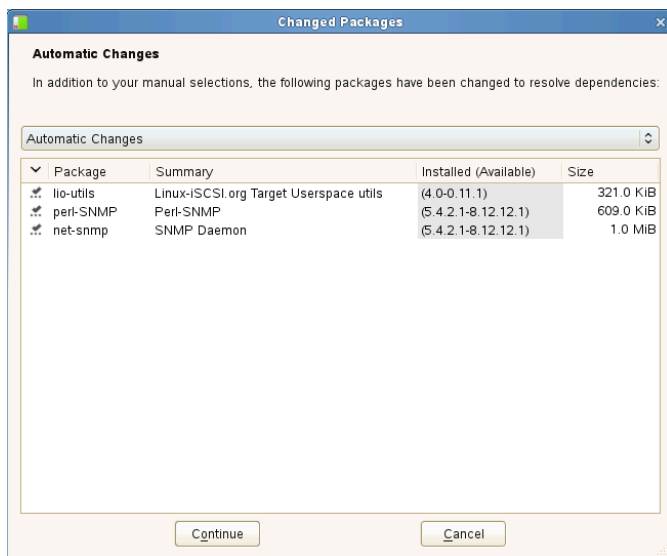 Changed Packages
Automatic Changes
In addition to your manual selections, the following packages have been changed to resolve dependencies:
Automatic Changes
Package Summary Installed (Available) Size
lio-utils Linux-iSCSI.org Target Userspace utils (4.0-0.11.1) 321.0 KiB
perl-SNMP Perl-SNMP (5.4.2.1-8.12.12.1) 609.0 KiB
net-snmp SNMP Daemon (5.4.2.1-8.12.12.1) 1.0 MiB
Continue Cancel